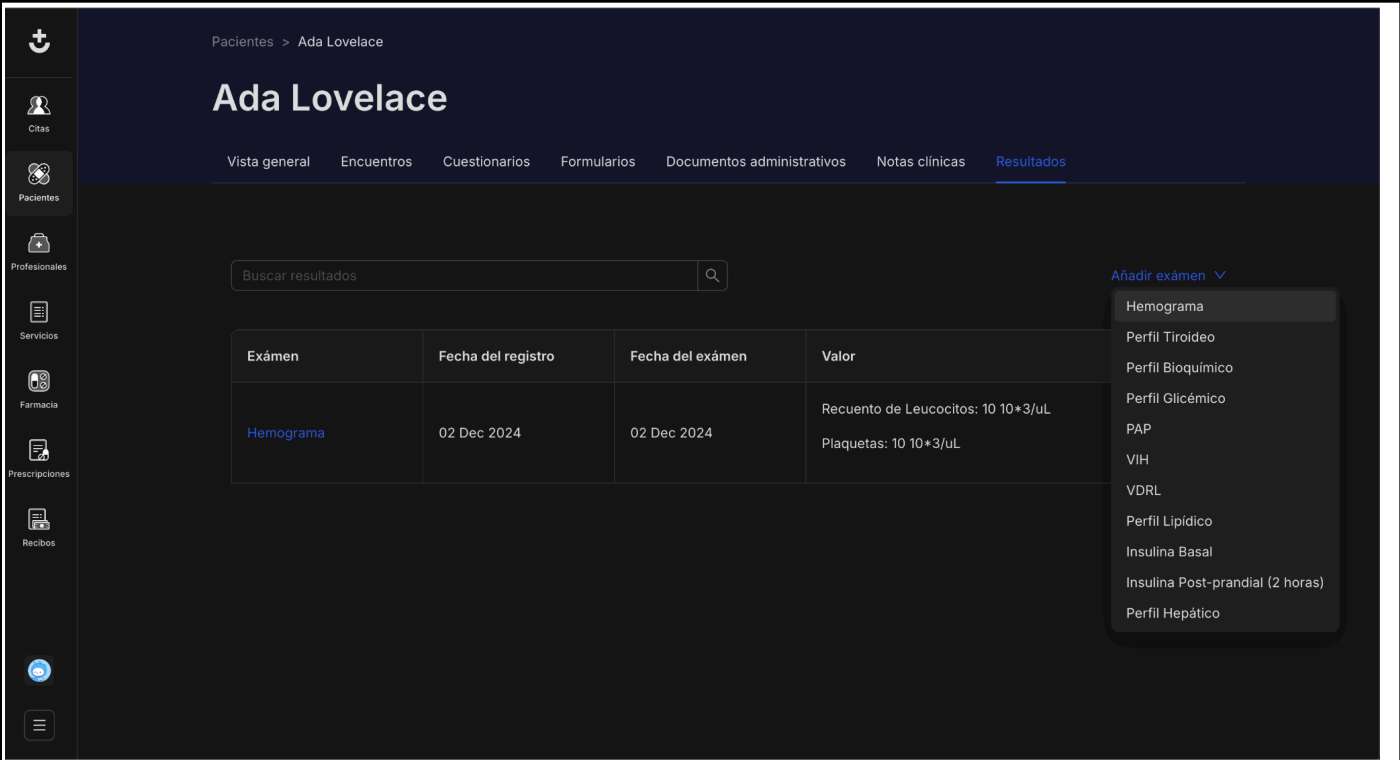 Pacientes > Ada Lovelace
Ada Lovelace
Vista general Encuentros Cuestionarios Formularios Documentos administrativos Notas clínicas Resultados
Citas
Pacientes
Profesionales
Servicios
Farmacia
Prescripciones
Recibos
Buscar resultados
Añadir exámen
Hemograma
Perfil Tiroideo
Perfil Bioquímico
Perfil Glicémico
PAP
VIH
VDRL
Perfil Lipídico
Insulina Basal
Insulina Post-prandial (2 horas)
Perfil Hepático
Exámen Fecha del registro Fecha del exámen Valor
Hemograma 02 Dec 2024 02 Dec 2024
Recuento de Leucocitos: 10 10*3/uL
Plaquetas: 10 10*3/uL